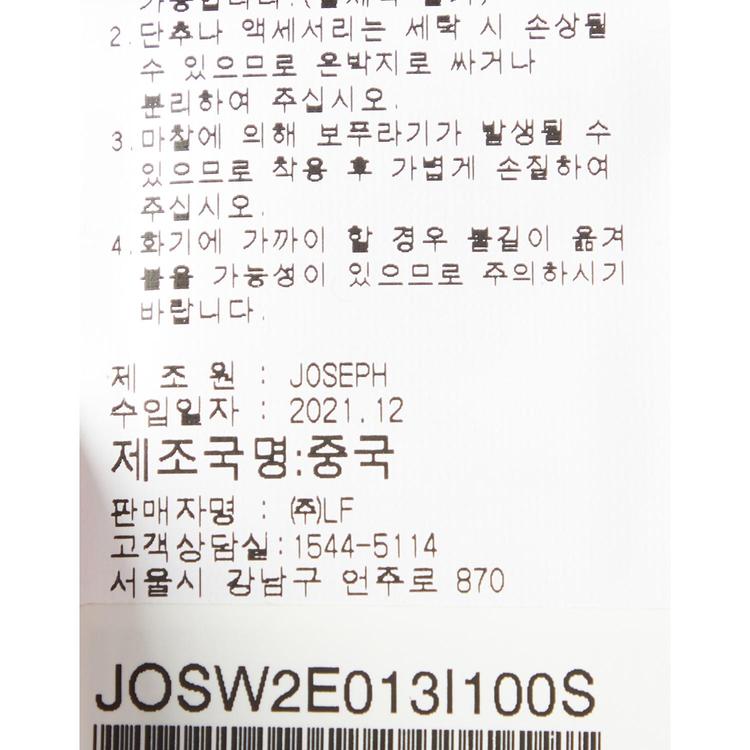 2. 단추나 액세서리는 세탁 시 손상될
수 있으므로 은박지로 싸거나
분리하여 주십시오.
3. 마찰에 의해 보푸라기가 발생될 수
있으므로 착용 후 가볍게 손질하여
주십시오.
4. 화기에 가까이 할 경우 불길이 옮겨
붙을 가능성이 있으므로 주의하시기
바랍니다.
제 조 원 : JOSEPH
수입일자 : 2021.12
제조국명:중국
판매자명 : ㈜LF
고객상담실:1544-5114
서울시 강남구 언주로 870
JOSW2E013I100S